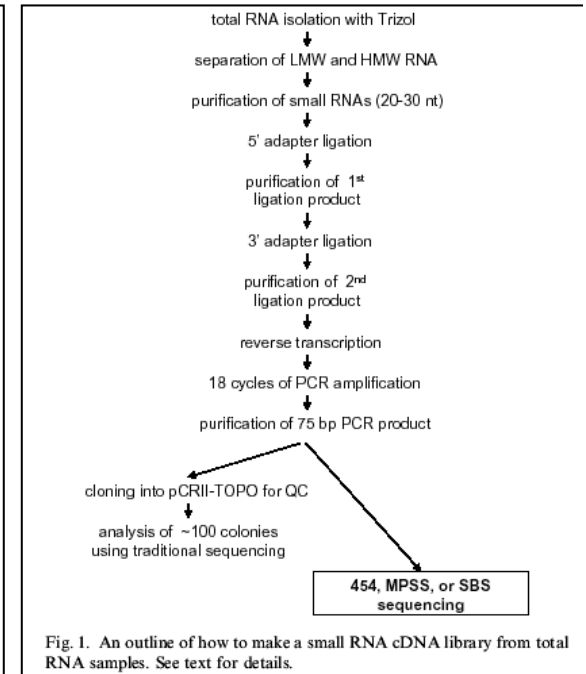 total RNA isolation with Trizol
separation of LMW and HMW RNA
purification of small RNAs (20-30 nt)
5' adapter ligation
purification of 1st
ligation product
3' adapter ligation
purification of 2nd
ligation product
reverse transcription
18 cycles of PCR amplification
purification of 75 bp PCR product
cloning into pCRII-TOPO for QC
analysis of ~100 colonies
using traditional sequencing
454, MPSS, or SBS
sequencing
Fig. 1. An outline of how to make a small RNA cDNA library from total
RNA samples. See text for details.